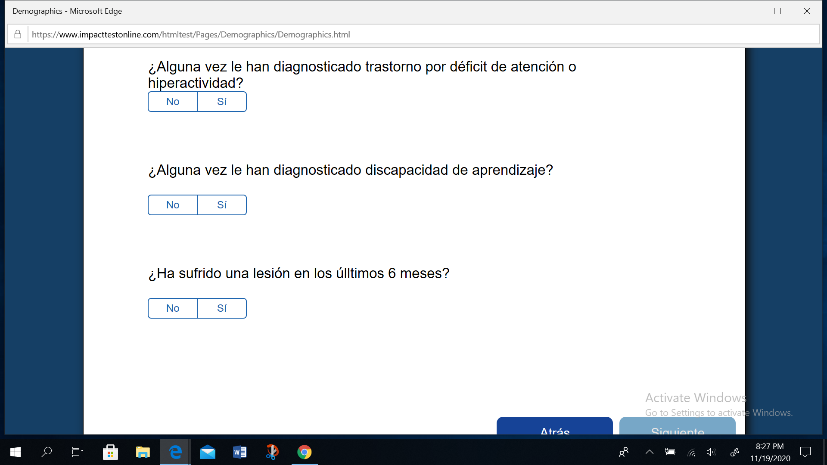 Demographics - Microsoft Edge
https://www.impacttestonline.com/htmltest/Pages/Demographics/Demographics.html
¿Alguna vez le han diagnosticado trastorno por déficit de atención o
hiperactividad?
No Sí
¿Alguna vez le han diagnosticado discapacidad de aprendizaje?
No Sí
¿Ha sufrido una lesión en los úlltimos 6 meses?
No Sí
Activate Windows
Go to Settings to activate Windows.
Atrás Siguiente
8:27 PM
11/19/2020